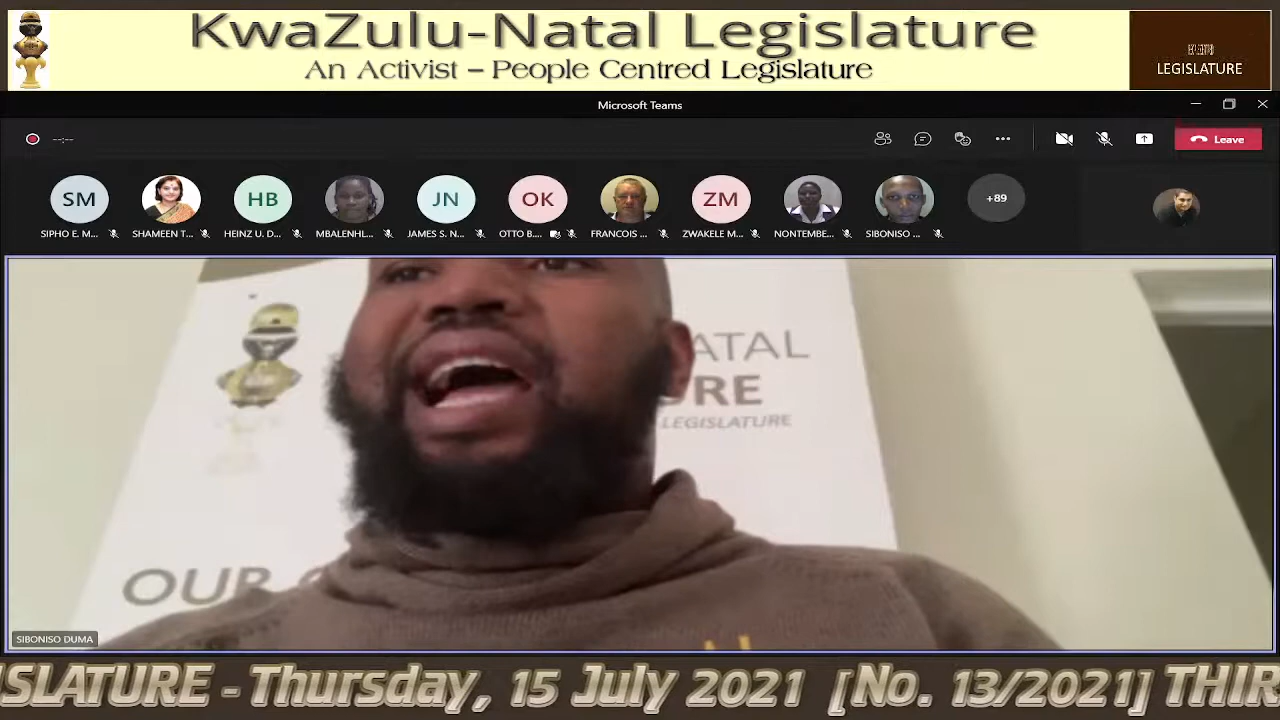 KwaZulu-Natal Legislature
An Activist – People Centred Legislature
LEGISLATURE
Microsoft Teams
--:--
Leave
SM
HB
JN
OK
ZM
+89
SIPHO E. M...
SHAMEEN T...
HEINZ U. D...
MBALENHL...
JAMES S. N...
OTTO B....
FRANCOIS ...
ZWAKELE M...
NONTEMBE...
SIBONISO ...
ATAL
URE
LEGISLATURE
OUR
SIBONISO DUMA
ISLATURE - Thursday, 15 July 2021 [No. 13/2021] THIR